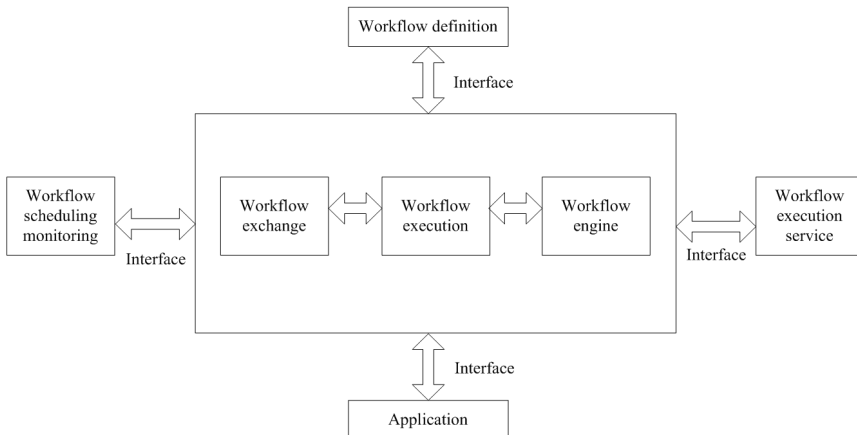 Workflow definition
Interface
Workflow
scheduling
monitoring
Interface
Workflow
exchange
Workflow
execution
Workflow
engine
Workflow
execution
service
Interface
Interface
Application